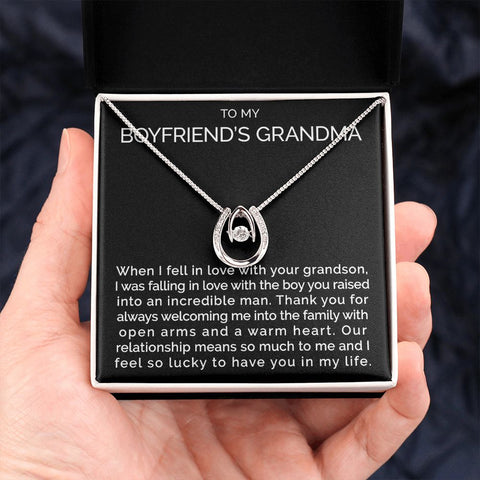 TO MY
BOYFRIEND'S GRANDMA
When I fell in love with your grandson,
I was falling in love with the boy you raised
into an incredible man. Thank you for
always welcoming me into the family with
open arms and a warm heart. Our
relationship means so much to me and I
feel so lucky to have you in my life.